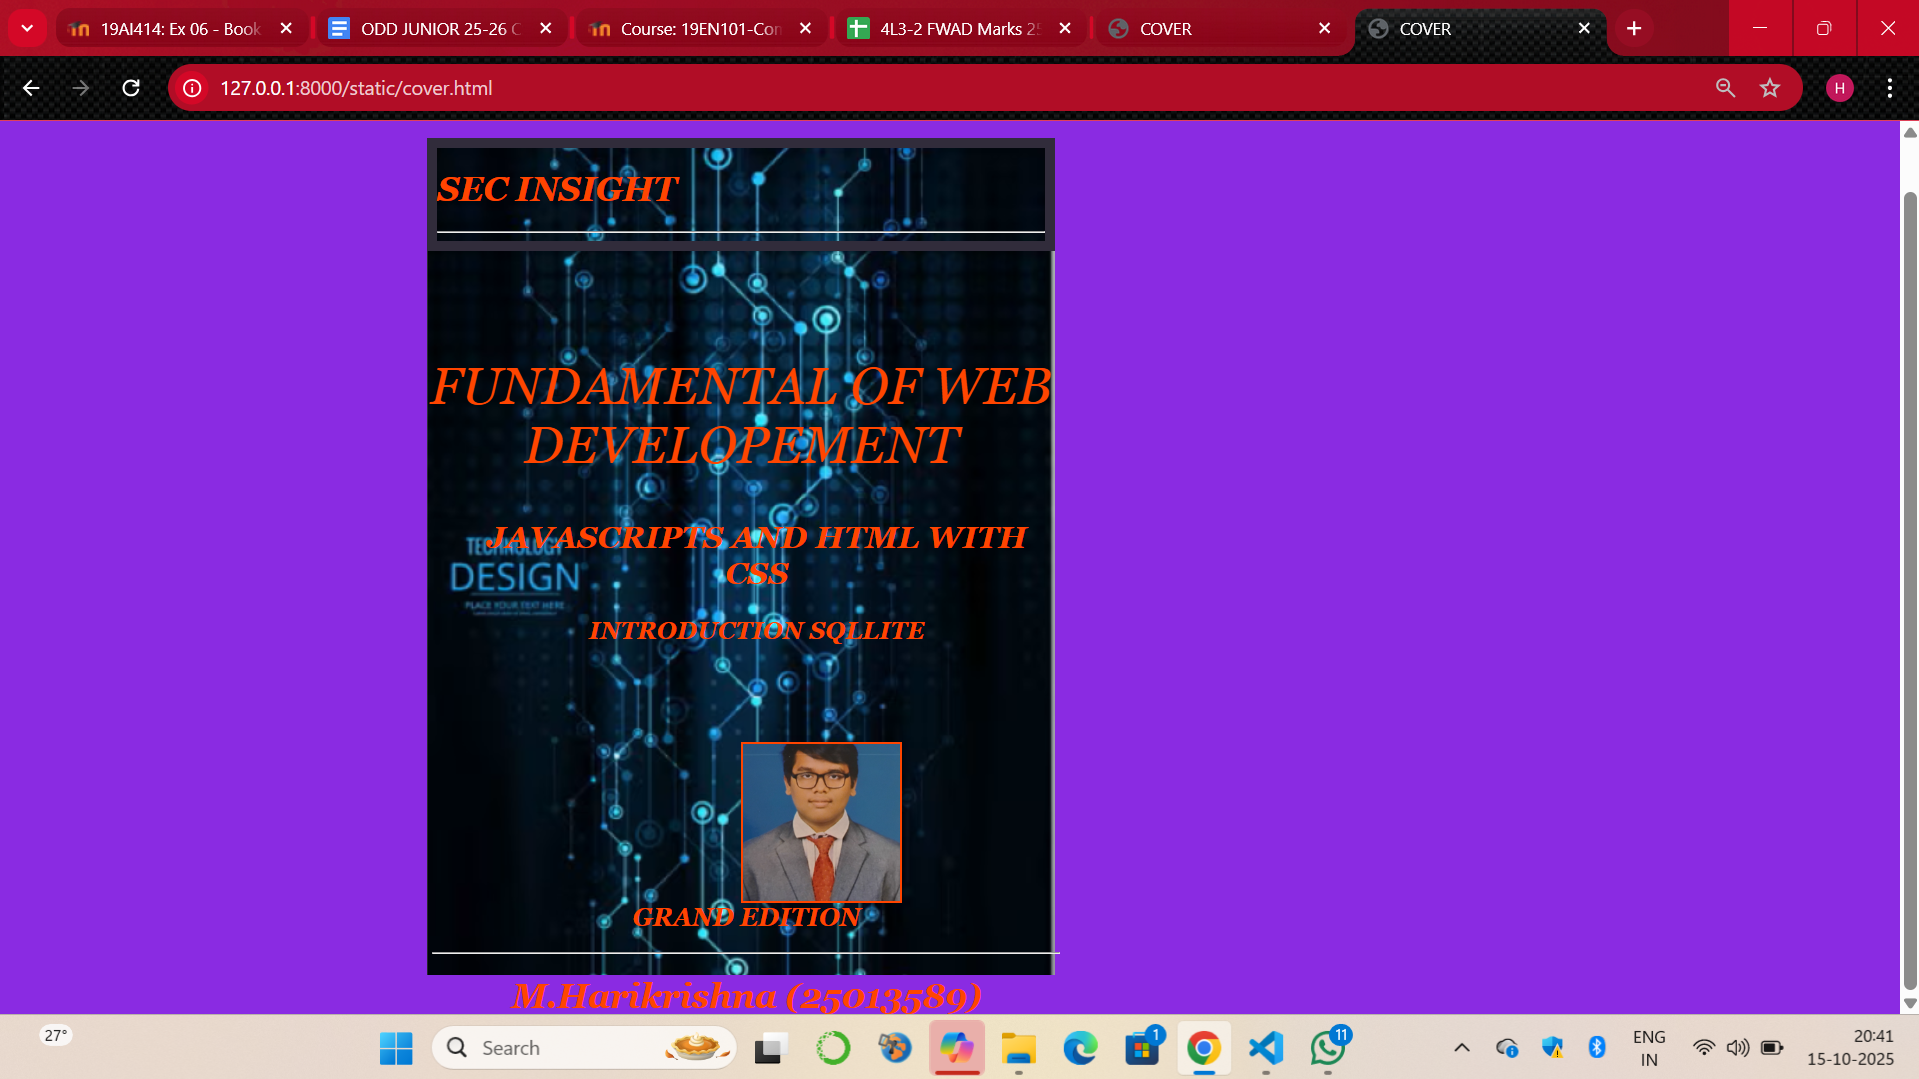 19AI414: Ex 06 - Book
ODD JUNIOR 25-26 C
Course: 19EN101-Com
4L3-2 FWAD Marks 25
COVER
COVER
127.0.0.1:8000/static/cover.html
H
SEC INSIGHT
FUNDAMENTAL OF WEB
DEVELOPEMENT
JAVASCRIPTS AND HTML WITH
CSS
TECHNOLOGY
DESIGN
PLACE YOUR TEXT HERE
INTRODUCTION SQLLITE
GRAND EDITION
M.Harikrishna (25013589)
27°
Search
1
11
ENG
IN
20:41
15-10-2025